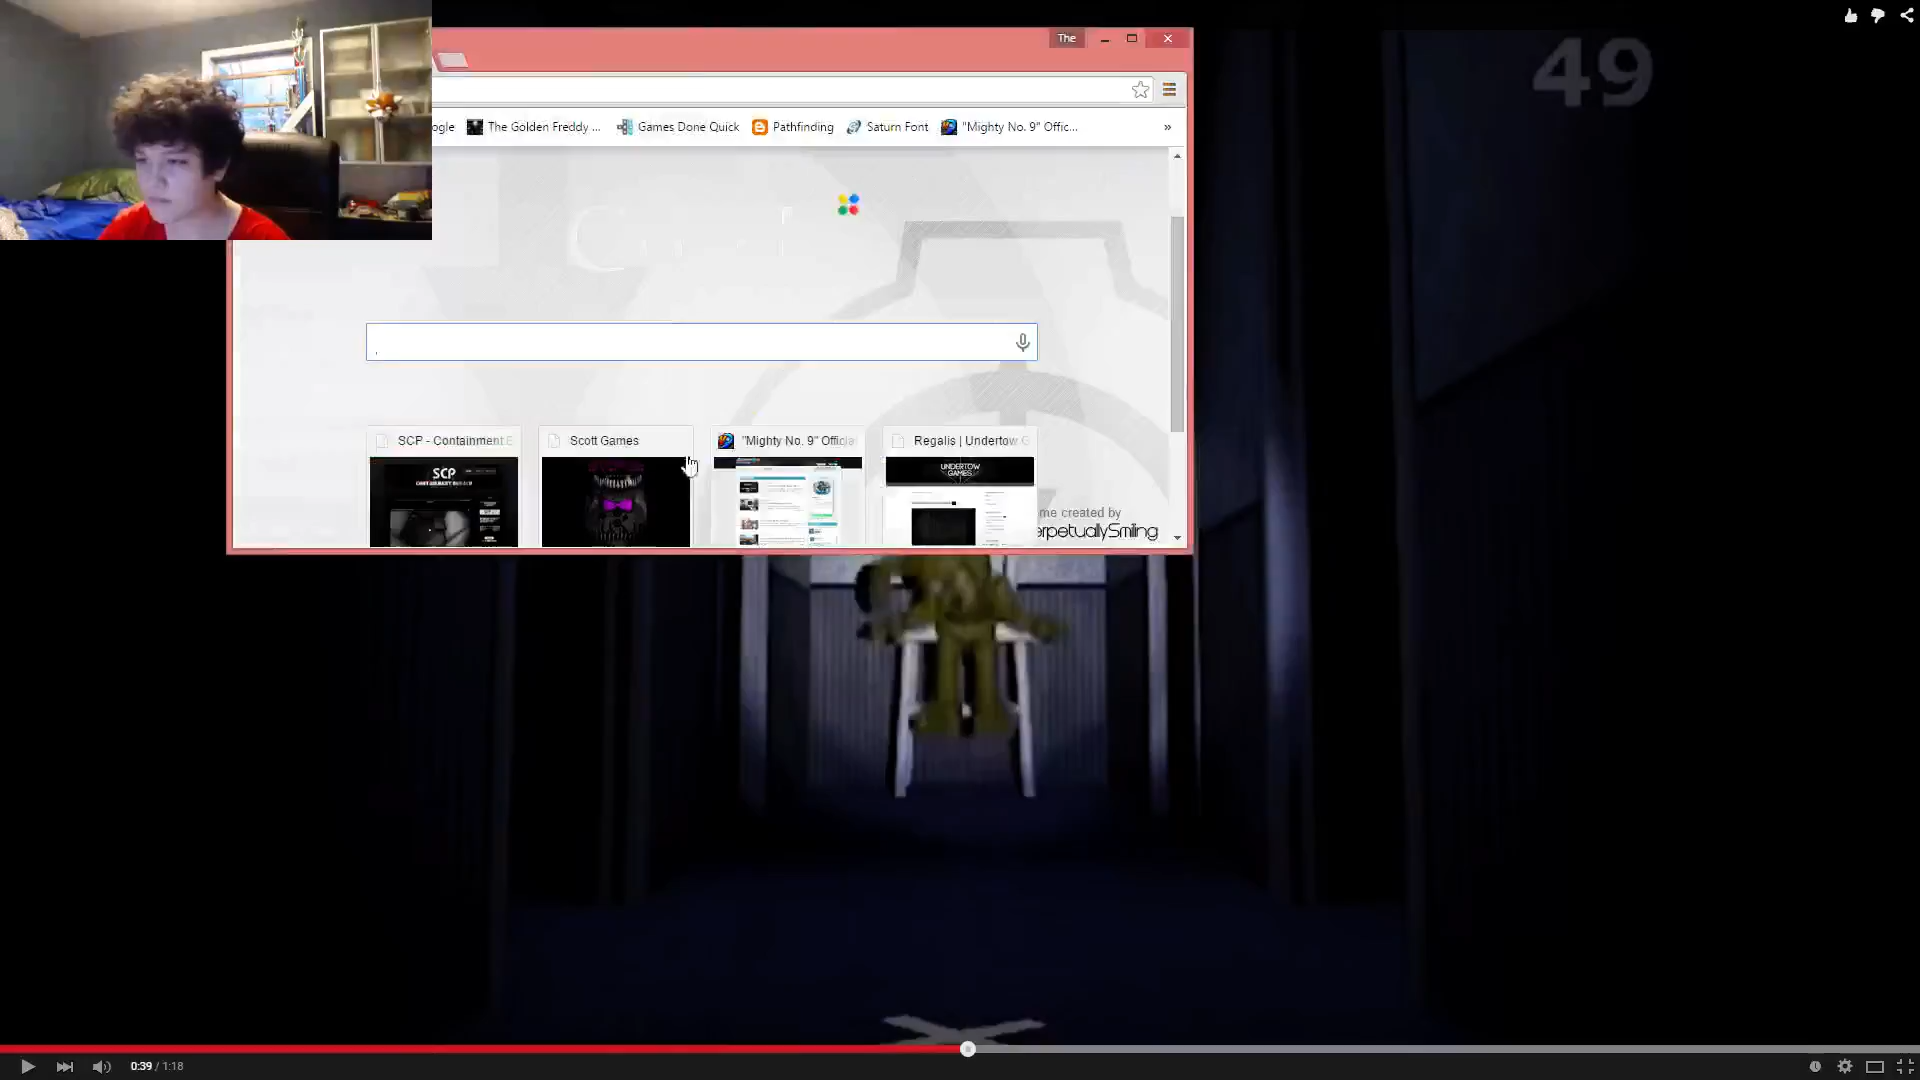 49
The
ogle
The Golden Freddy ...
Games Done Quick
Pathfinding
Saturn Font
"Mighty No. 9" Offic...
»
SCP - Containment E
Scott Games
"Mighty No. 9" Officia
Regalis | Undertow G
SCP
UNDERTOW
GAMES
me created by
erpetuallySmiling
0:39 / 1:18